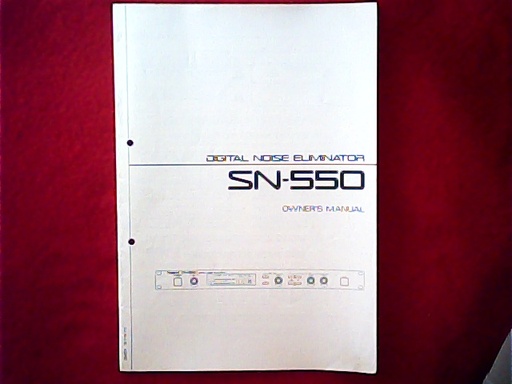 DIGITAL NOISE ELIMINATOR
SN-550
OWNER'S MANUAL